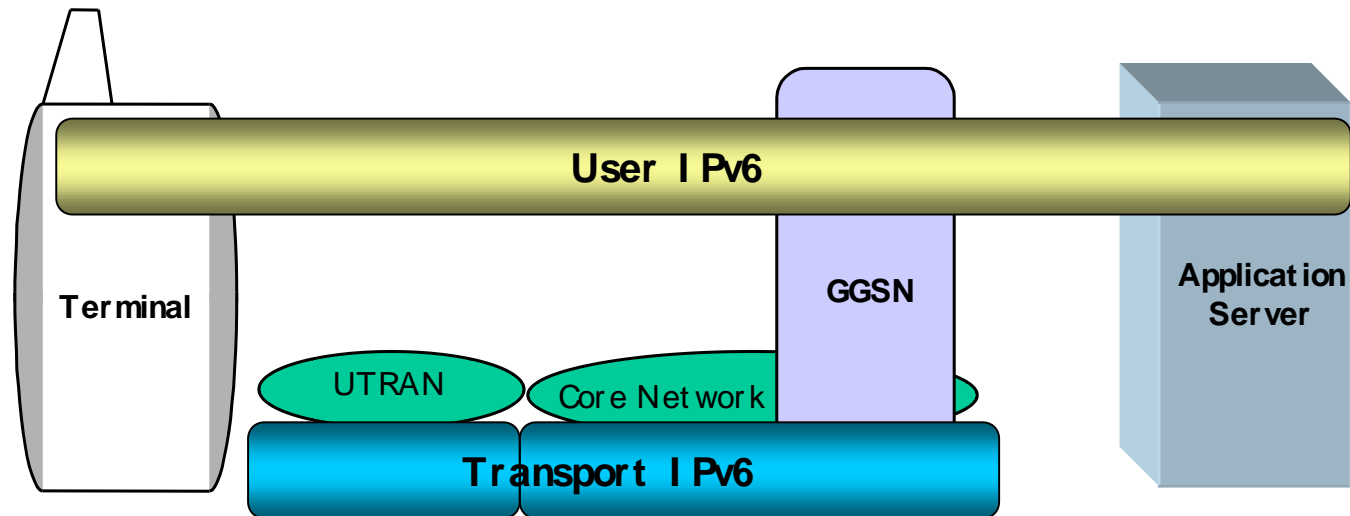 User IPv6
Terminal
GGSN
Application
Server
UTRAN
Core Network
Transport IPv6